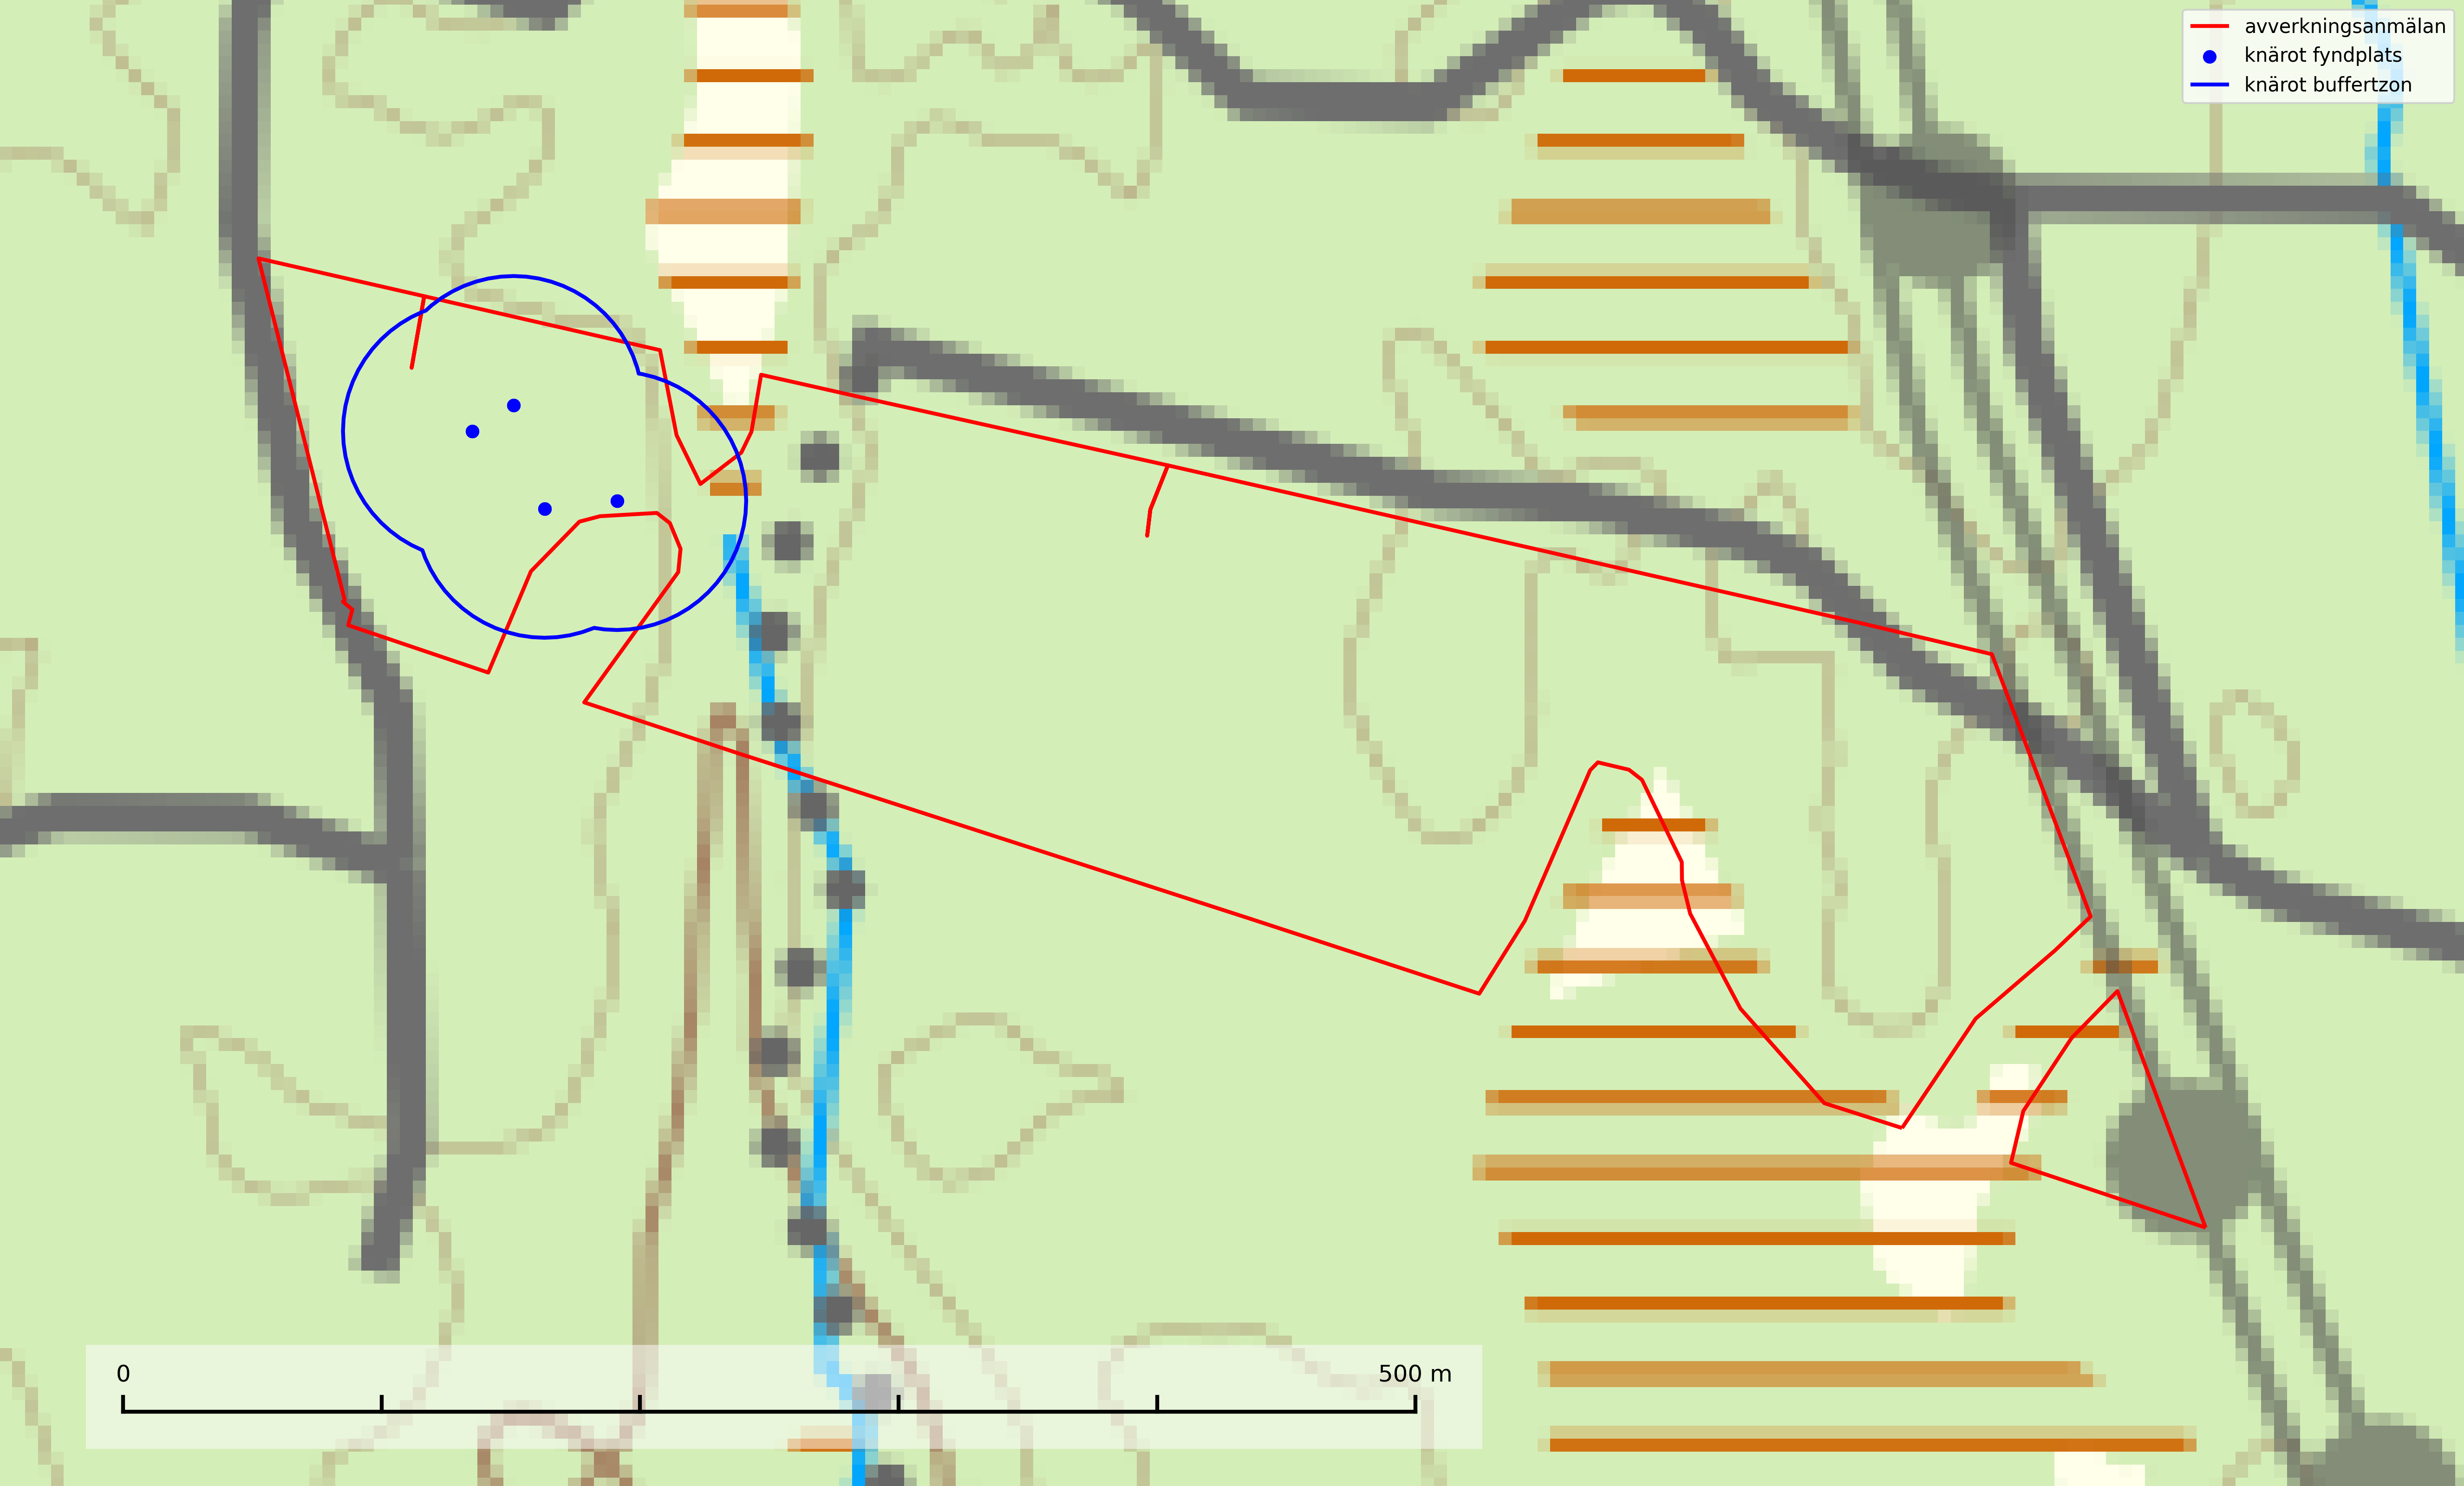 avverkningsanmälan
knärot fyndplats
knärot buffertzon
0 500 m